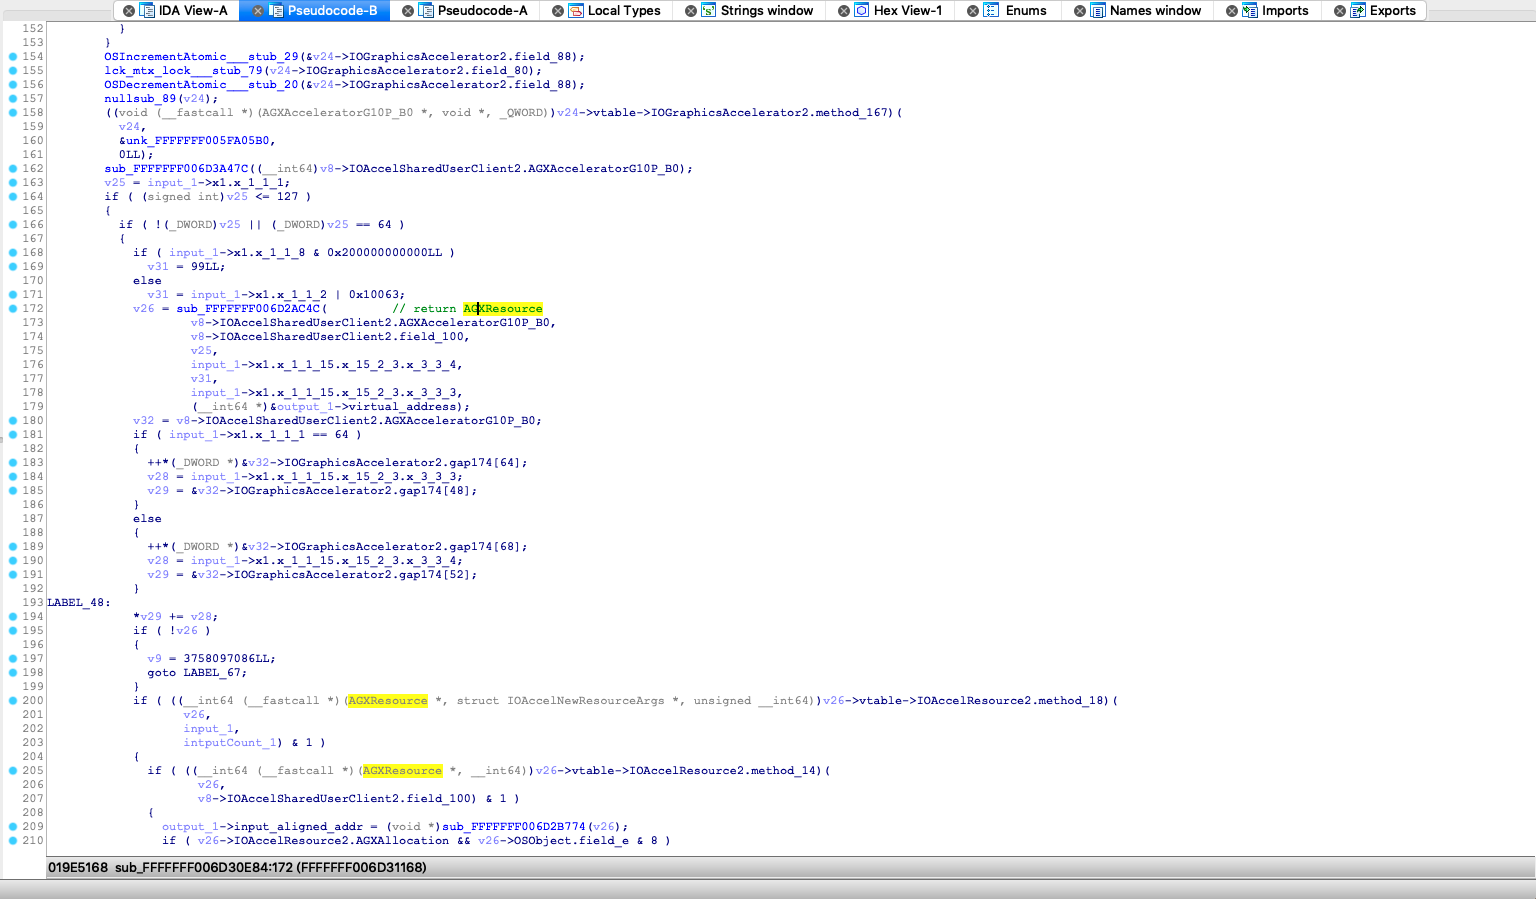 IDA View-A Pseudocode-B Pseudocode-A Local Types Strings window Hex View-1 Enums Names window Imports Exports
152 }
153 }
154 OSIncrementAtomic___stub_29(&v24->IOGraphicsAccelerator2.field_88);
155 lck_mtx_lock___stub_79(v24->IOGraphicsAccelerator2.field_80);
156 OSDecrementAtomic___stub_20(&v24->IOGraphicsAccelerator2.field_88);
157 nullsub_89(v24);
158 ((void (__fastcall *)(AGXAcceleratorG10P_B0 *, void *, _QWORD))v24->vtable->IOGraphicsAccelerator2.method_167)(
159 v24,
160 &unk_FFFFFFF005FA05B0,
161 0LL);
162 sub_FFFFFFF006D3A47C((__int64)v8->IOAccelSharedUserClient2.AGXAcceleratorG10P_B0);
163 v25 = input_1->x1.x_1_1_1;
164 if ( (signed int)v25 <= 127 )
165 {
166 if ( !(_DWORD)v25 || (_DWORD)v25 == 64 )
167 {
168 if ( input_1->x1.x_1_1_8 & 0x200000000000LL )
169 v31 = 99LL;
170 else
171 v31 = input_1->x1.x_1_1_2 | 0x10063;
172 v26 = sub_FFFFFFF006D2AC4C( // return AGXResource
173 v8->IOAccelSharedUserClient2.AGXAcceleratorG10P_B0,
174 v8->IOAccelSharedUserClient2.field_100,
175 v25,
176 input_1->x1.x_1_1_15.x_15_2_3.x_3_3_4,
177 v31,
178 input_1->x1.x_1_1_15.x_15_2_3.x_3_3_3,
179 (__int64 *)&output_1->virtual_address);
180 v32 = v8->IOAccelSharedUserClient2.AGXAcceleratorG10P_B0;
181 if ( input_1->x1.x_1_1_1 == 64 )
182 {
183 ++*(_DWORD *)&v32->IOGraphicsAccelerator2.gap174[64];
184 v28 = input_1->x1.x_1_1_15.x_15_2_3.x_3_3_3;
185 v29 = &v32->IOGraphicsAccelerator2.gap174[48];
186 }
187 else
188 {
189 ++*(_DWORD *)&v32->IOGraphicsAccelerator2.gap174[68];
190 v28 = input_1->x1.x_1_1_15.x_15_2_3.x_3_3_4;
191 v29 = &v32->IOGraphicsAccelerator2.gap174[52];
192 }
193 LABEL_48:
194 *v29 += v28;
195 if ( !v26 )
196 {
197 v9 = 3758097086LL;
198 goto LABEL_67;
199 }
200 if ( ((__int64 (__fastcall *)(AGXResource *, struct IOAccelNewResourceArgs *, unsigned __int64))v26->vtable->IOAccelResource2.method_18)(
201 v26,
202 input_1,
203 intputCount_1) & 1 )
204 {
205 if ( ((__int64 (__fastcall *)(AGXResource *, __int64))v26->vtable->IOAccelResource2.method_14)(
206 v26,
207 v8->IOAccelSharedUserClient2.field_100) & 1 )
208 {
209 output_1->input_aligned_addr = (void *)sub_FFFFFFF006D2B774(v26);
210 if ( v26->IOAccelResource2.AGXAllocation && v26->OSObject.field_e & 8 )
019E5168 sub_FFFFFFF006D30E84:172 (FFFFFFF006D31168)